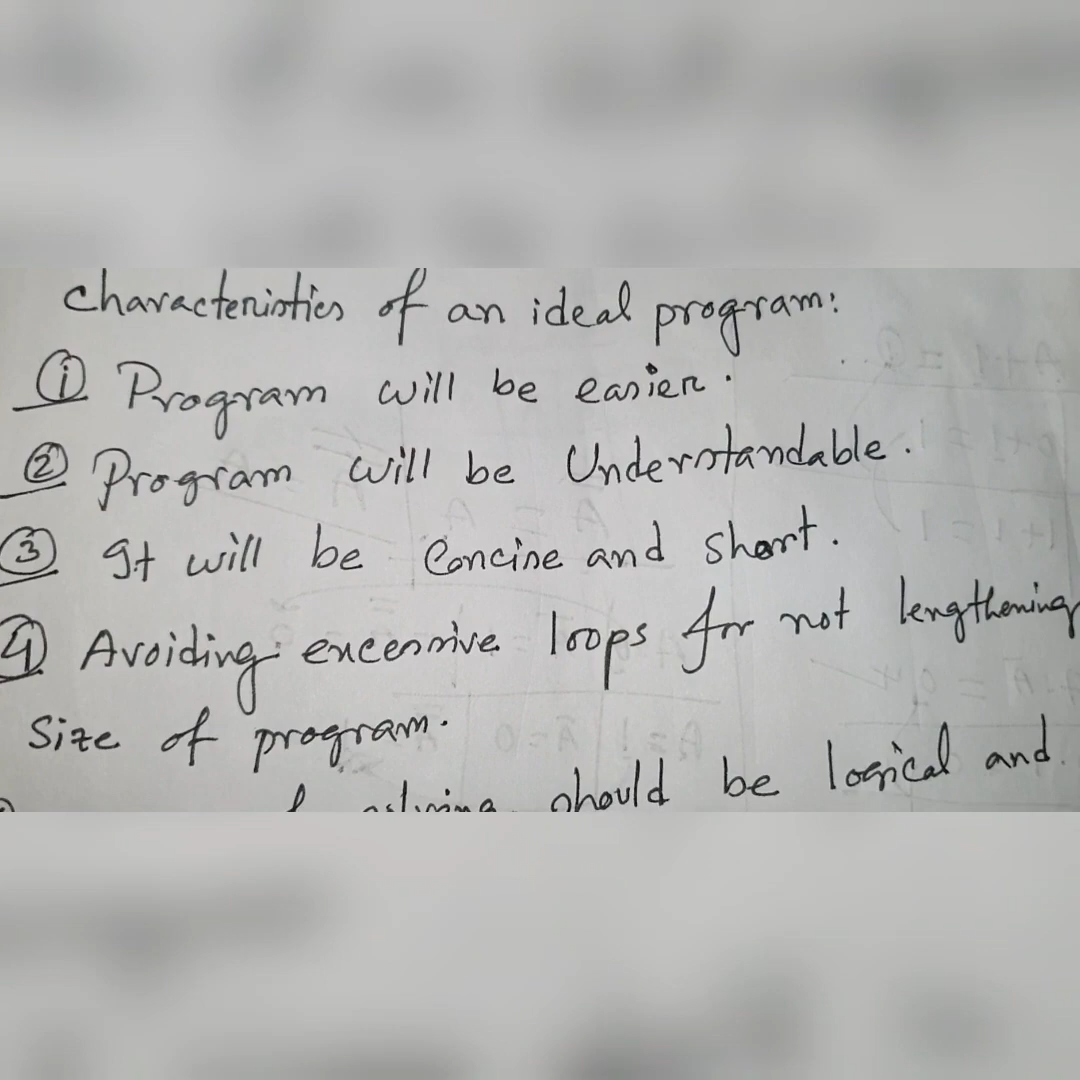 Characteristics of an ideal program:
① Program will be easier.
② Program will be Understandable.
③ It will be Concise and short.
④ Avoiding excessive loops for not lengthening
Size of program.
should be logical and